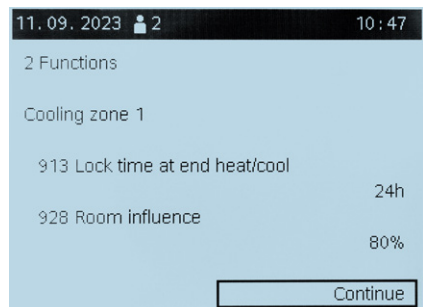 11.09.2023 2 10:47
2 Functions
Cooling zone 1
913 Lock time at end heat/cool
24h
928 Room influence
80%
Continue